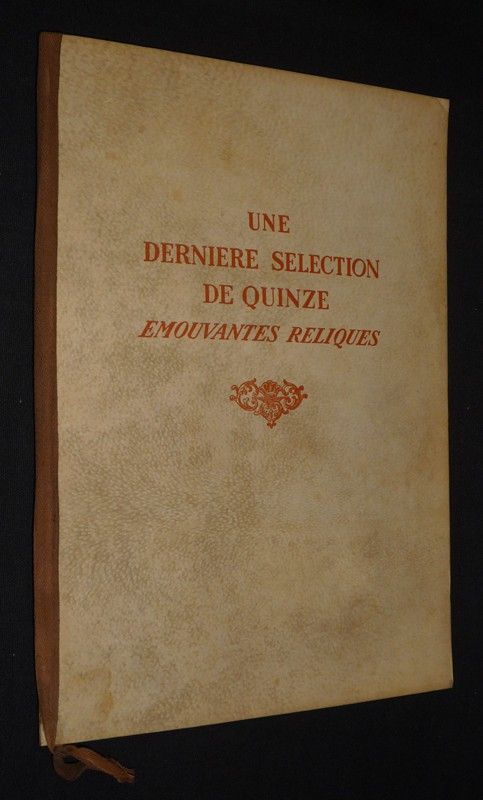 UNE
DERNIERE SELECTION
DE QUINZE
EMOUVANTES RELIQUES